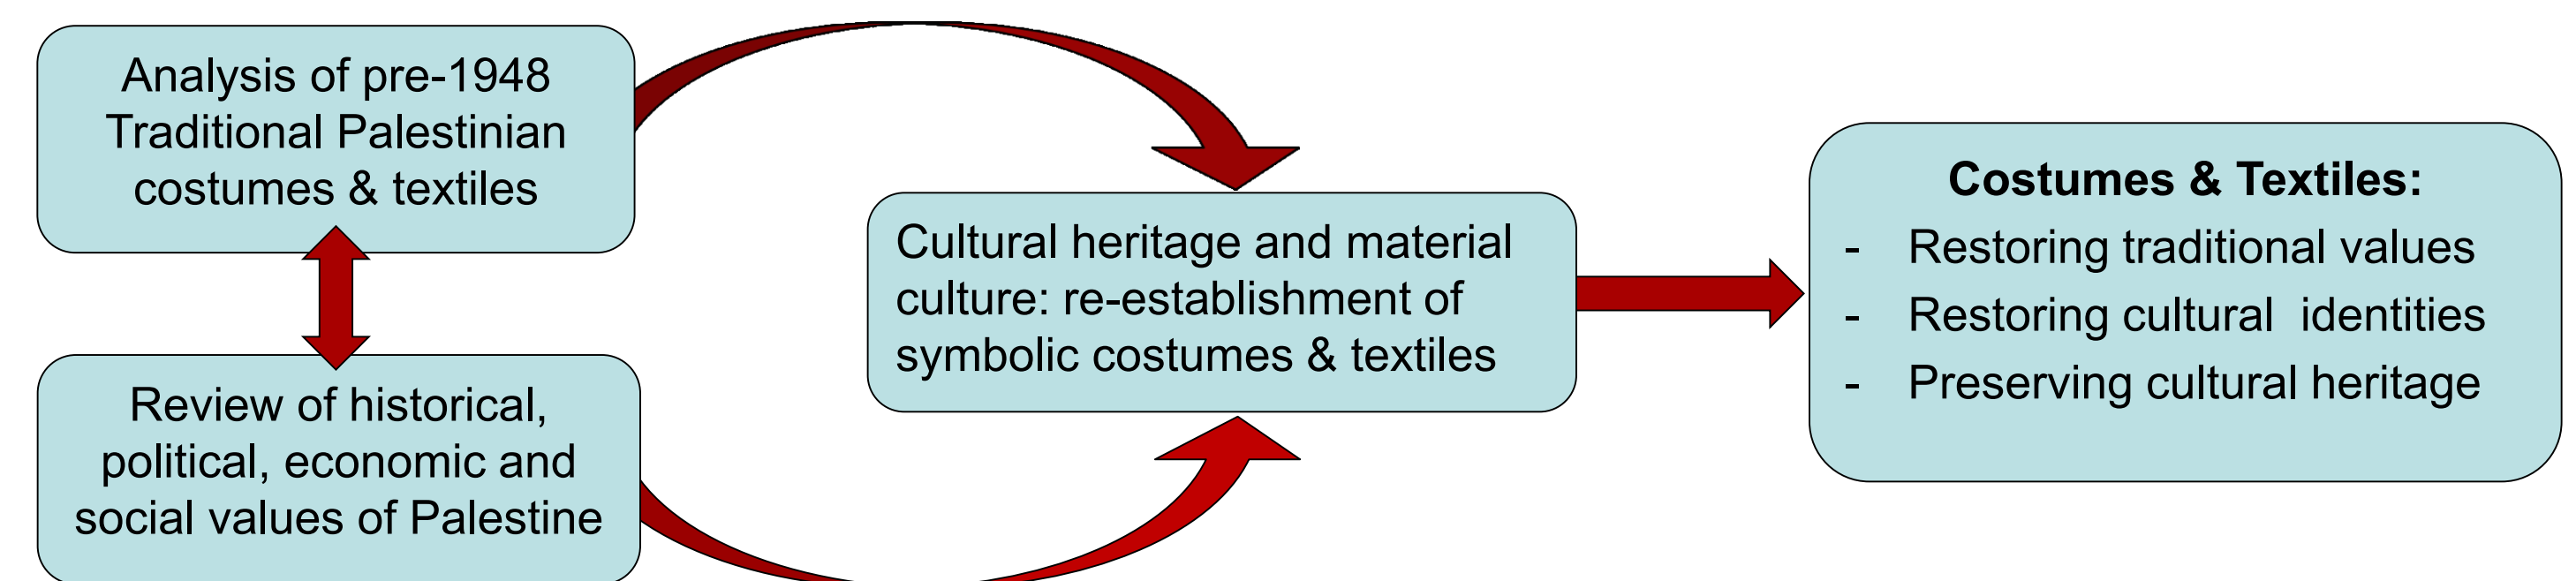 Analysis of pre-1948
Traditional Palestinian
costumes & textiles
Review of historical,
political, economic and
social values of Palestine
Cultural heritage and material
culture: re-establishment of
symbolic costumes & textiles
Costumes & Textiles:
- Restoring traditional values
- Restoring cultural identities
- Preserving cultural heritage